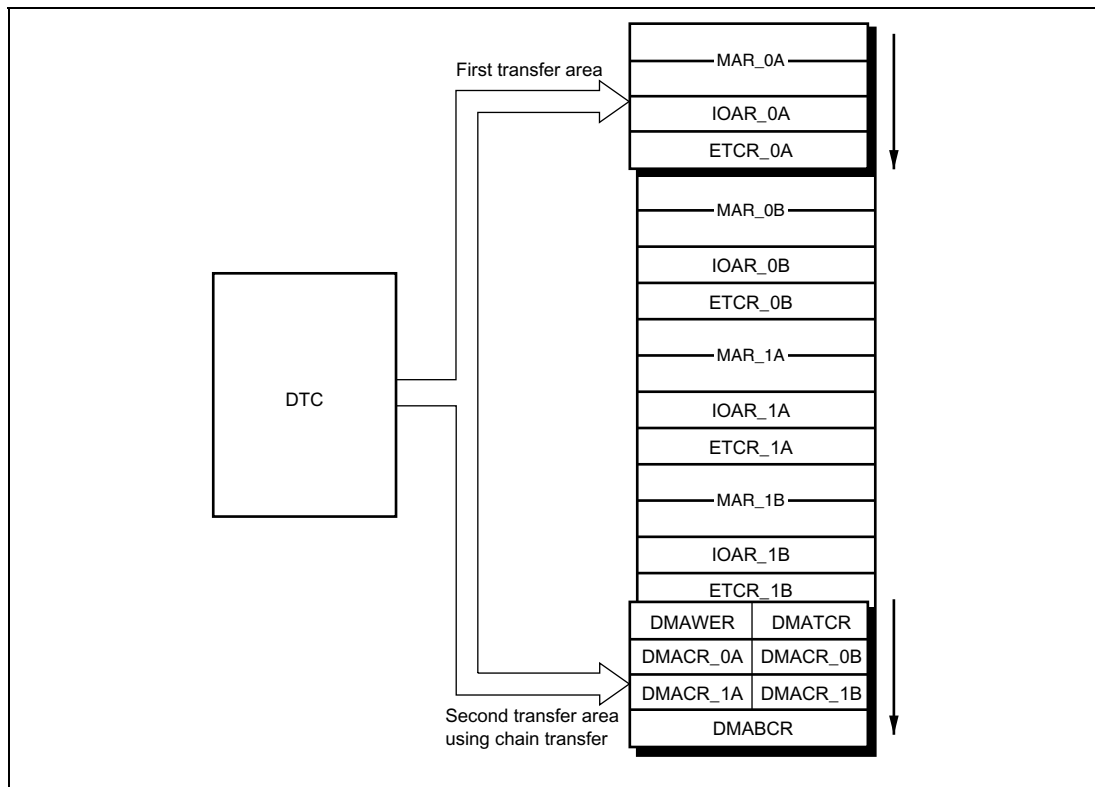 First transfer area
MAR_0A
IOAR_0A
ETCR_0A
MAR_0B
IOAR_0B
ETCR_0B
MAR_1A
DTC
IOAR_1A
ETCR_1A
MAR_1B
IOAR_1B
ETCR_1B
DMAWER DMATCR
DMACR_0A DMACR_0B
DMACR_1A DMACR_1B
DMABCR
Second transfer area
using chain transfer